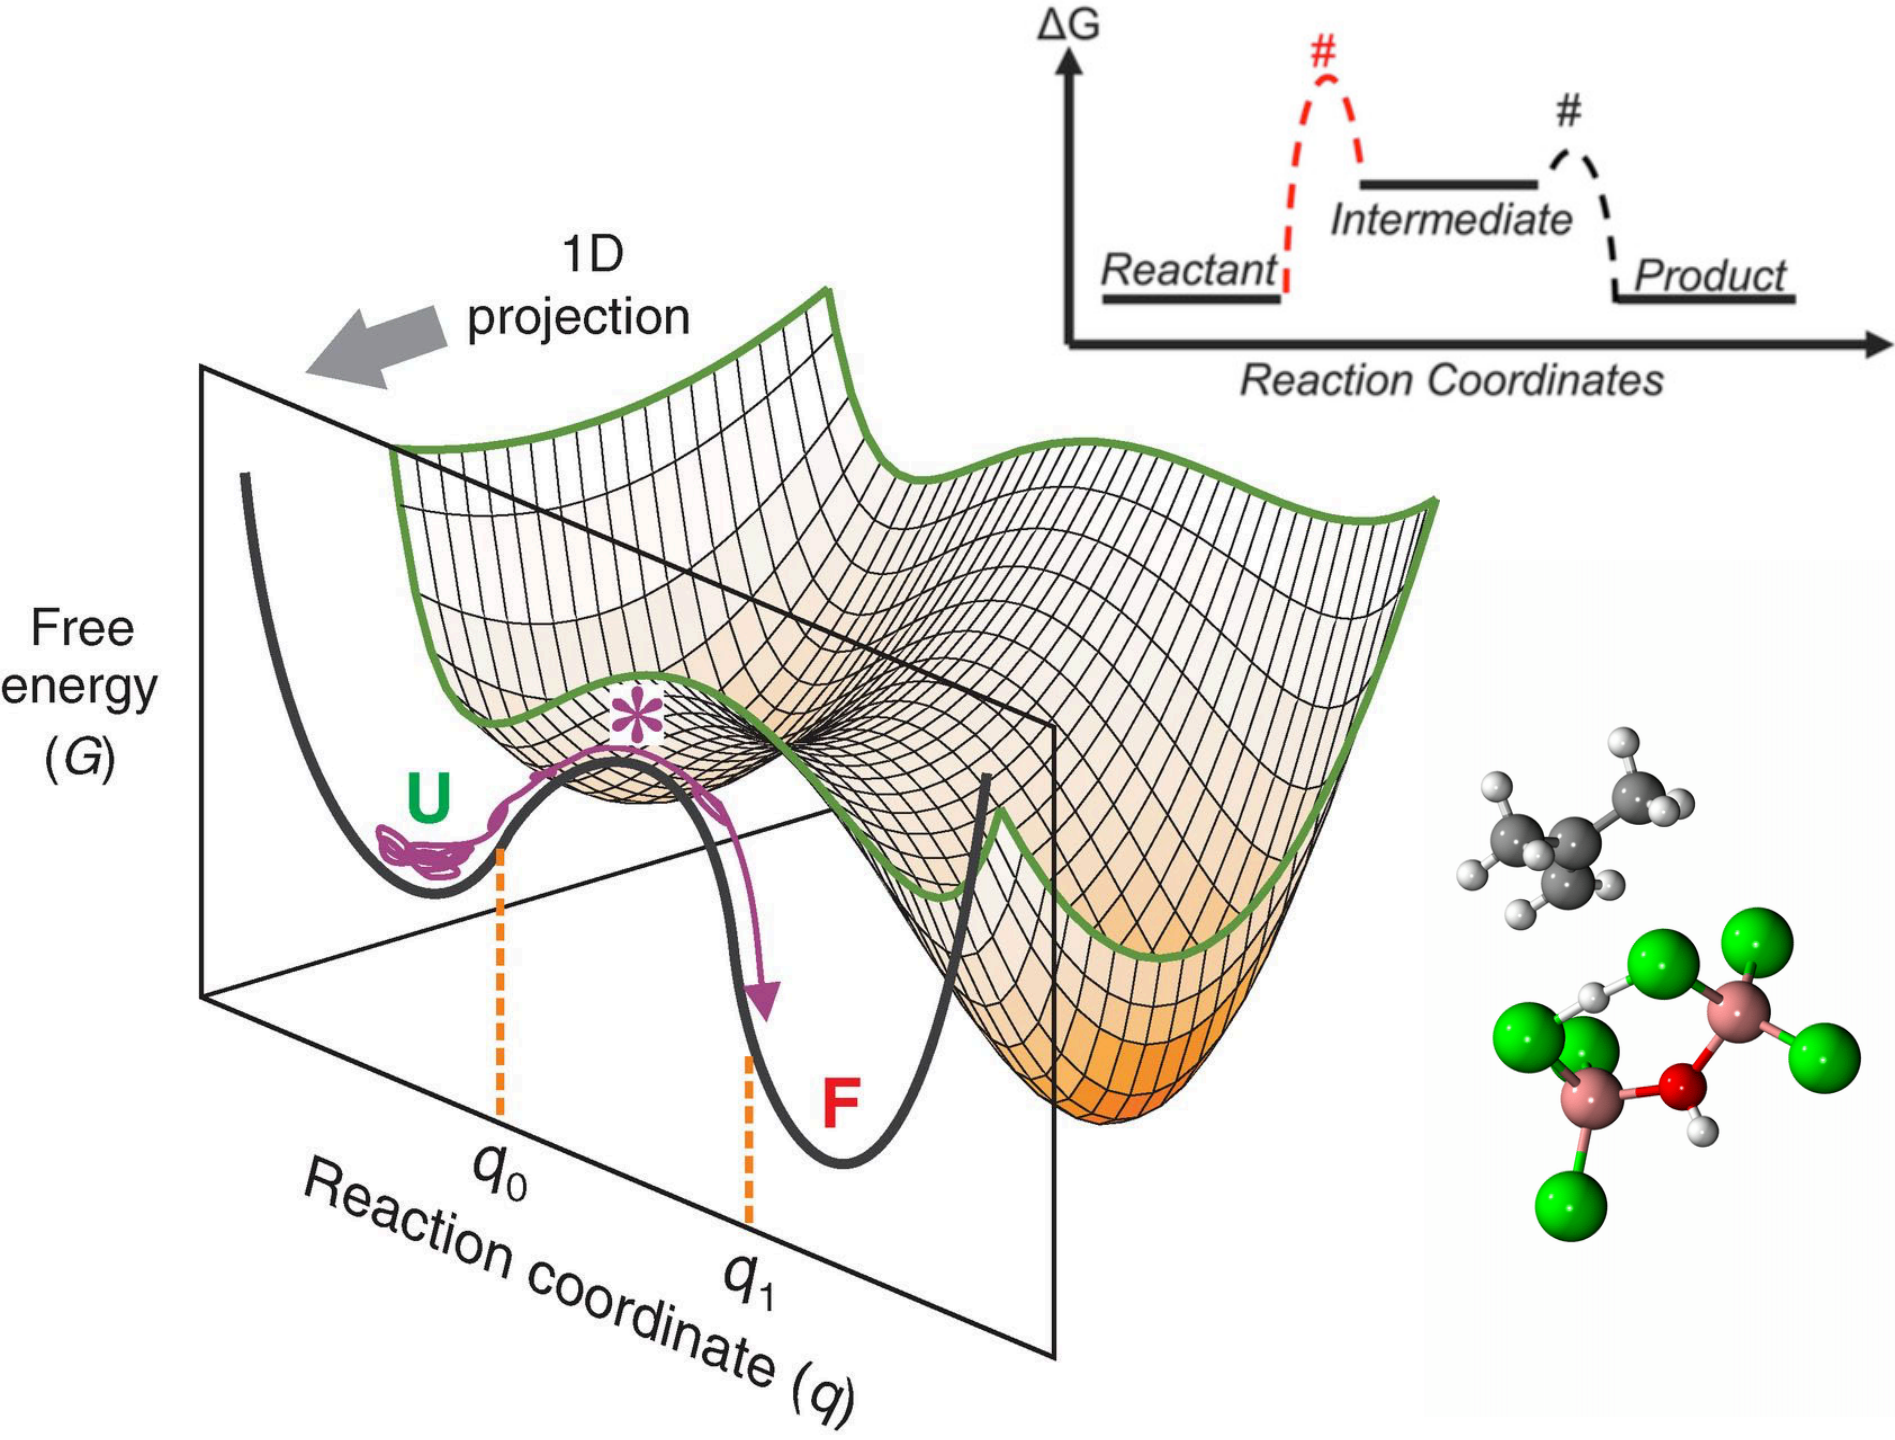 ΔG
#
#
Reactant
Intermediate
Product
Reaction Coordinates
1D
projection
Free
energy
(G)
*
U
F
q₀
q₁
Reaction coordinate (q)